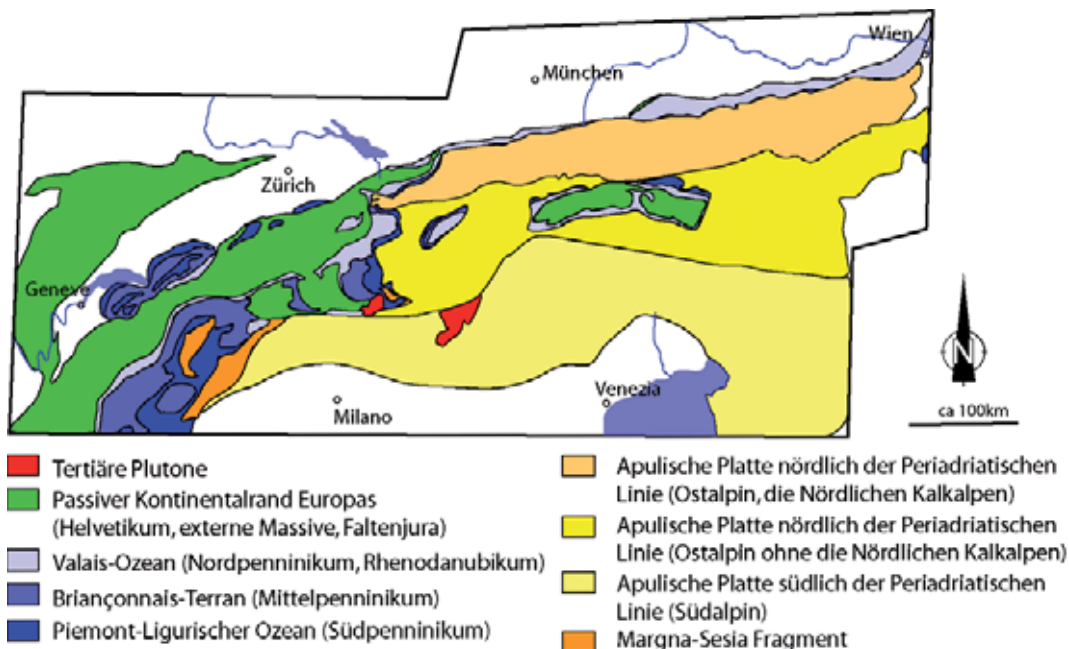 Wien
München
Zürich
Geneve
Milano
Venezia
N
ca 100km
Tertiäre Plutone
Passiver Kontinentalrand Europas
(Helvetikum, externe Massive, Faltenjura)
Valais-Ozean (Nordpenninikum, Rhenodanubikum)
Briançonnais-Terran (Mittelpenninikum)
Piemont-Ligurischer Ozean (Südpenninikum)
Apulische Platte nördlich der Periadriatischen
Linie (Ostalpin, die Nördlichen Kalkalpen)
Apulische Platte nördlich der Periadriatischen
Linie (Ostalpin ohne die Nördlichen Kalkalpen)
Apulische Platte südlich der Periadriatischen
Linie (Südalpin)
Margna-Sesia Fragment